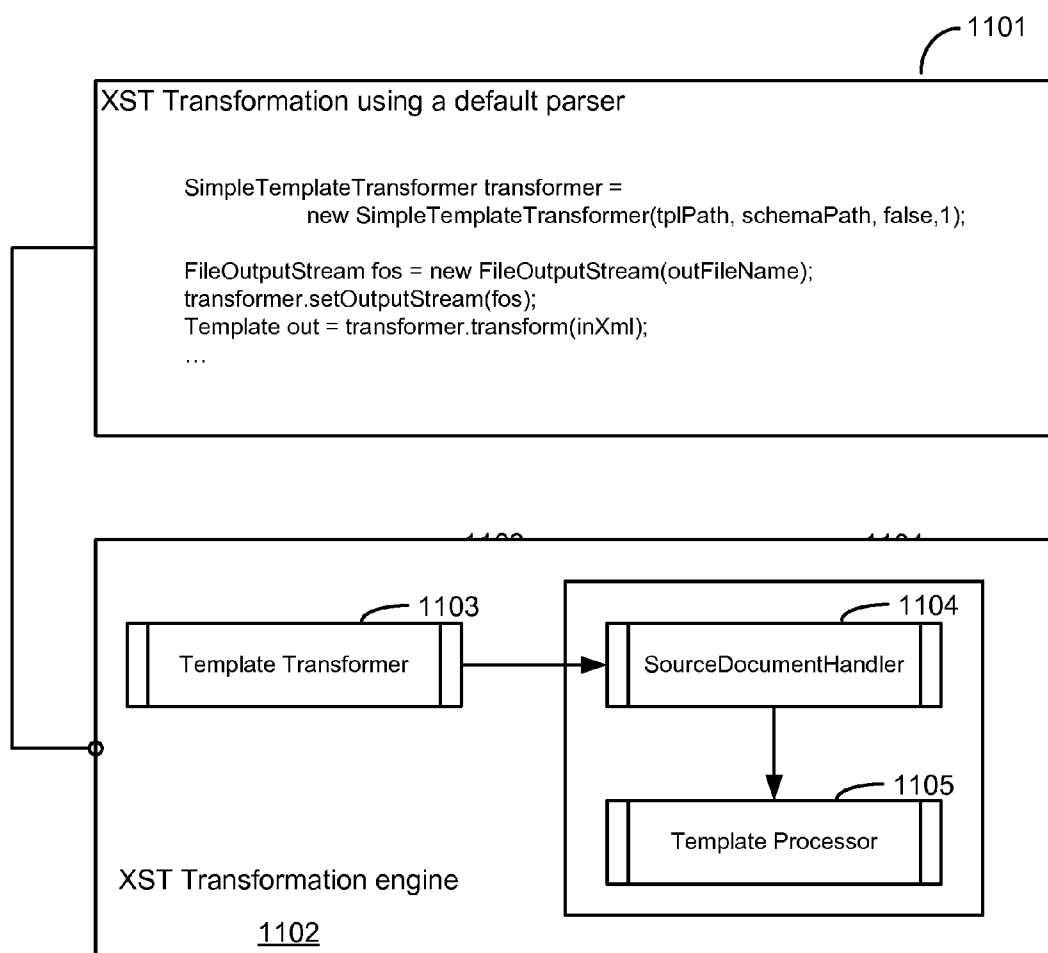 1101
XST Transformation using a default parser
SimpleTemplateTransformer transformer =
new SimpleTemplateTransformer(tplPath, schemaPath, false,1);
FileOutputStream fos = new FileOutputStream(outFileName);
transformer.setOutputStream(fos);
Template out = transformer.transform(inXml);
...
1103
1104
Template Transformer
SourceDocumentHandler
1105
Template Processor
XST Transformation engine
1102